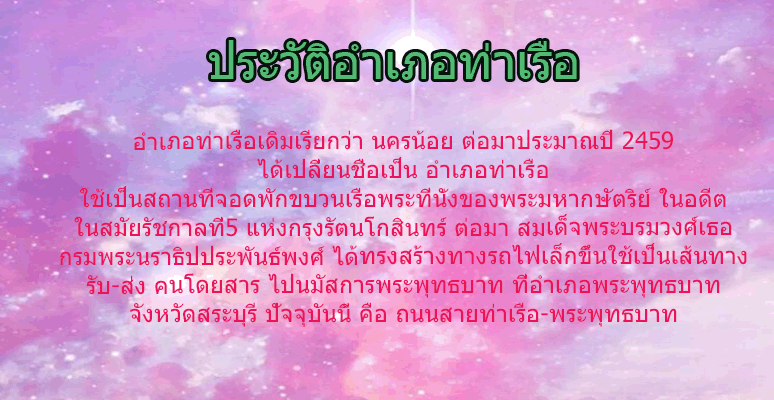 ประวัติอำเภอท่าเรือ
อำเภอท่าเรือเดิมเรียกว่า นครน้อย ต่อมาประมาณปี 2459
ได้เปลี่ยนชื่อเป็น อำเภอท่าเรือ
ใช้เป็นสถานที่จอดพักขบวนเรือพระที่นั่งของพระมหากษัตริย์ ในอดีต
ในสมัยรัชกาลที่5 แห่งกรุงรัตนโกสินทร์ ต่อมา สมเด็จพระบรมวงศ์เธอ
กรมพระนราธิปประพันธ์พงศ์ ได้ทรงสร้างทางรถไฟเล็กขึ้นใช้เป็นเส้นทาง
รับ-ส่ง คนโดยสาร ไปนมัสการพระพุทธบาท ที่อำเภอพระพุทธบาท
จังหวัดสระบุรี ปัจจุบันนี้ คือ ถนนสายท่าเรือ-พระพุทธบาท